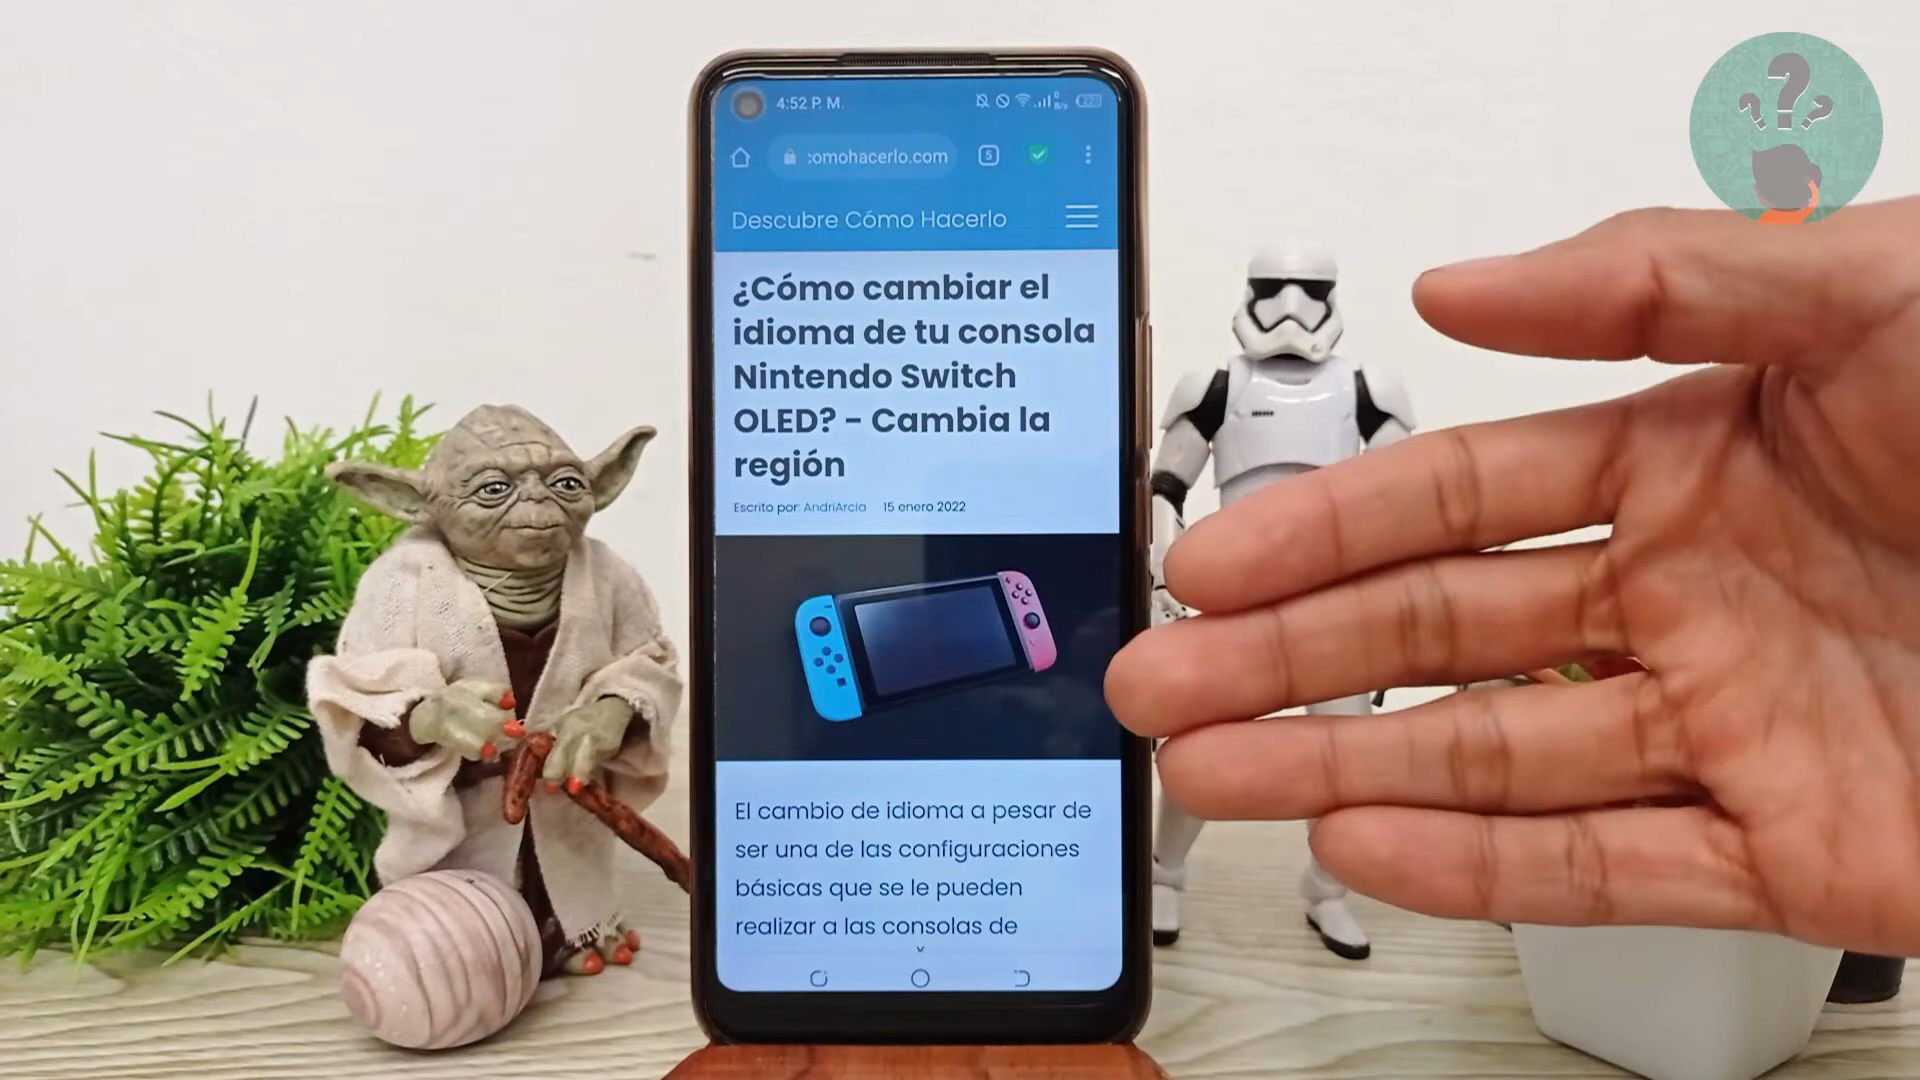 4:52 P. M.
:omohacerlo.com
5
Descubre Cómo Hacerlo
¿Cómo cambiar el
idioma de tu consola
Nintendo Switch
OLED? - Cambia la
región
Escrito por: AndriArcia 15 enero 2022
El cambio de idioma a pesar de
ser una de las configuraciones
básicas que se le pueden
realizar a las consolas de